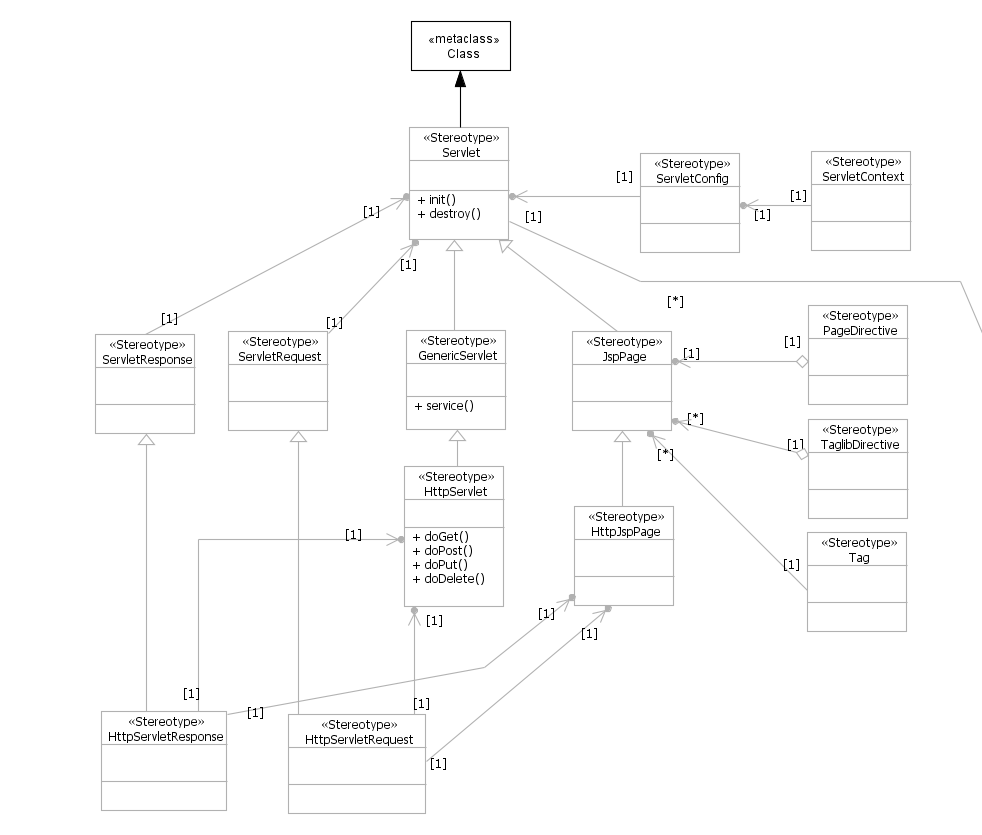 «metaclass»
Class
«Stereotype»
Servlet
+ init()
+ destroy()
«Stereotype»
ServletConfig
«Stereotype»
ServletContext
[1]
[1]
[1]
[1]
[1]
[1]
[1]
[1]
[*]
«Stereotype»
ServletResponse
«Stereotype»
ServletRequest
«Stereotype»
GenericServlet
+ service()
«Stereotype»
JspPage
[1]
[1]
«Stereotype»
PageDirective
[*]
[1]
«Stereotype»
TaglibDirective
[*]
«Stereotype»
HttpServlet
+ doGet()
+ doPost()
+ doPut()
+ doDelete()
«Stereotype»
HttpJspPage
[1]
«Stereotype»
Tag
[1]
[1]
[1]
[1]
[1]
[1]
[1]
[1]
«Stereotype»
HttpServletResponse
«Stereotype»
HttpServletRequest